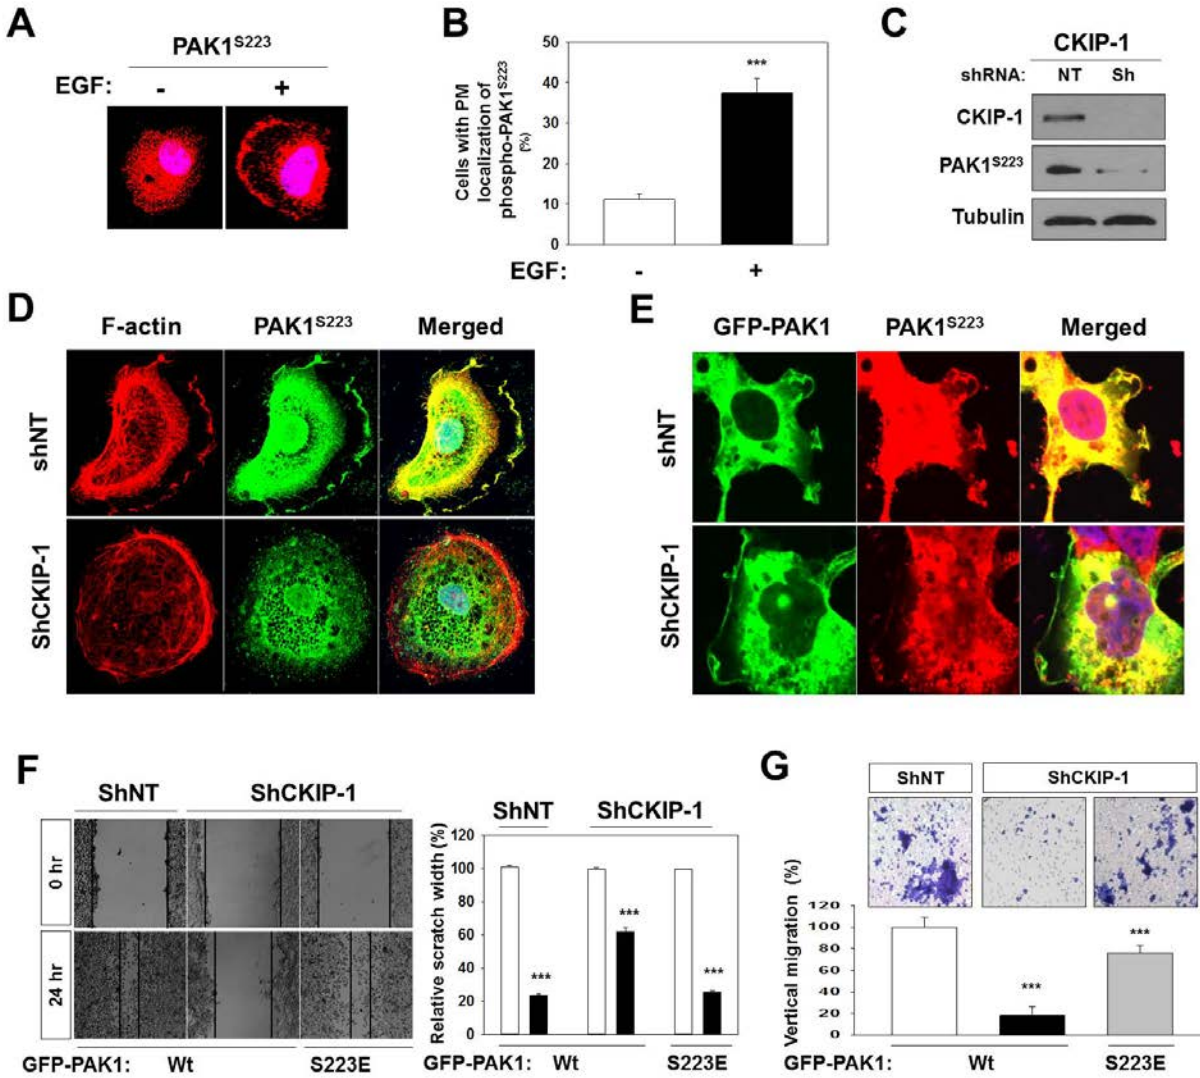 A
PAK1S223
EGF: - +
B
Cells with PM
localization of
phospho-PAK1S223
(%)
50
40
30
20
10
0
***
EGF: - +
C
CKIP-1
shRNA: NT Sh
CKIP-1
PAK1S223
Tubulin
D
F-actin PAK1S223 Merged
shNT
ShCKIP-1
E
GFP-PAK1 PAK1S223 Merged
shNT
ShCKIP-1
F
ShNT ShCKIP-1
0 hr
24 hr
GFP-PAK1: Wt S223E
ShNT ShCKIP-1
Relative scratch width (%)
120
100
80
60
40
20
0
*** *** ***
Wt S223E
G
ShNT ShCKIP-1
Vertical migration (%)
120
100
80
60
40
20
0
*** ***
GFP-PAK1: Wt S223E